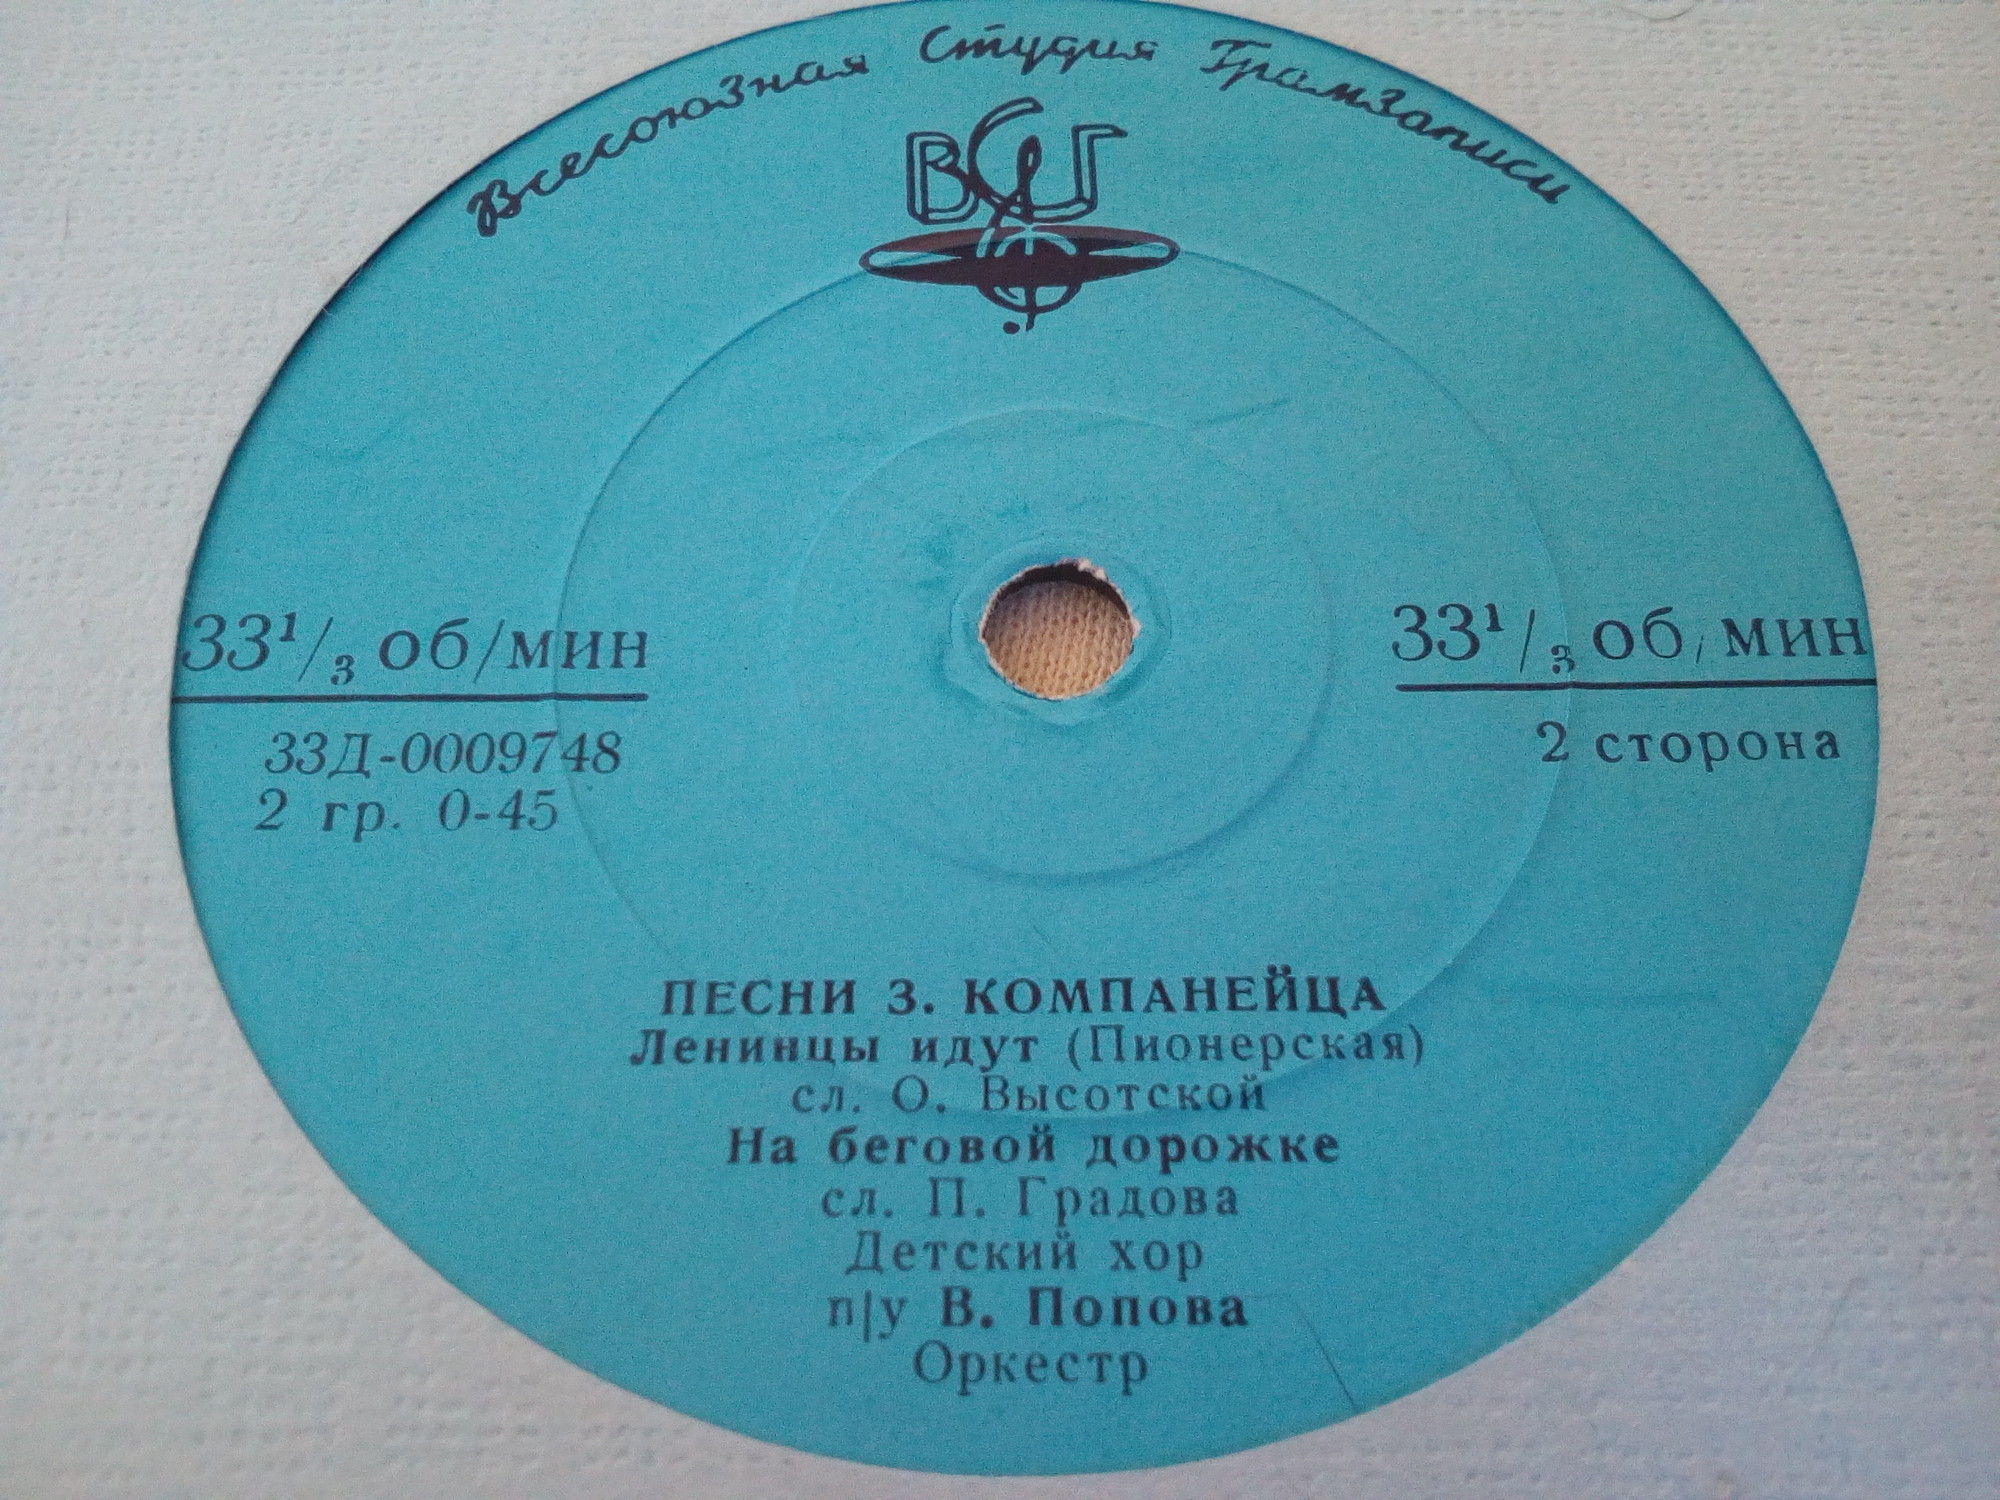 Всесоюзная Студия Грамзаписи
ВСГ
33¹/₃ об/мин
33Д-0009748
2 гр. 0-45
33¹/₃ об/мин
2 сторона
ПЕСНИ З. КОМПАНЕЙЦА
Ленинцы идут (Пионерская)
сл. О. Высотской
На беговой дорожке
сл. П. Градова
Детский хор
п/у В. Попова
Оркестр